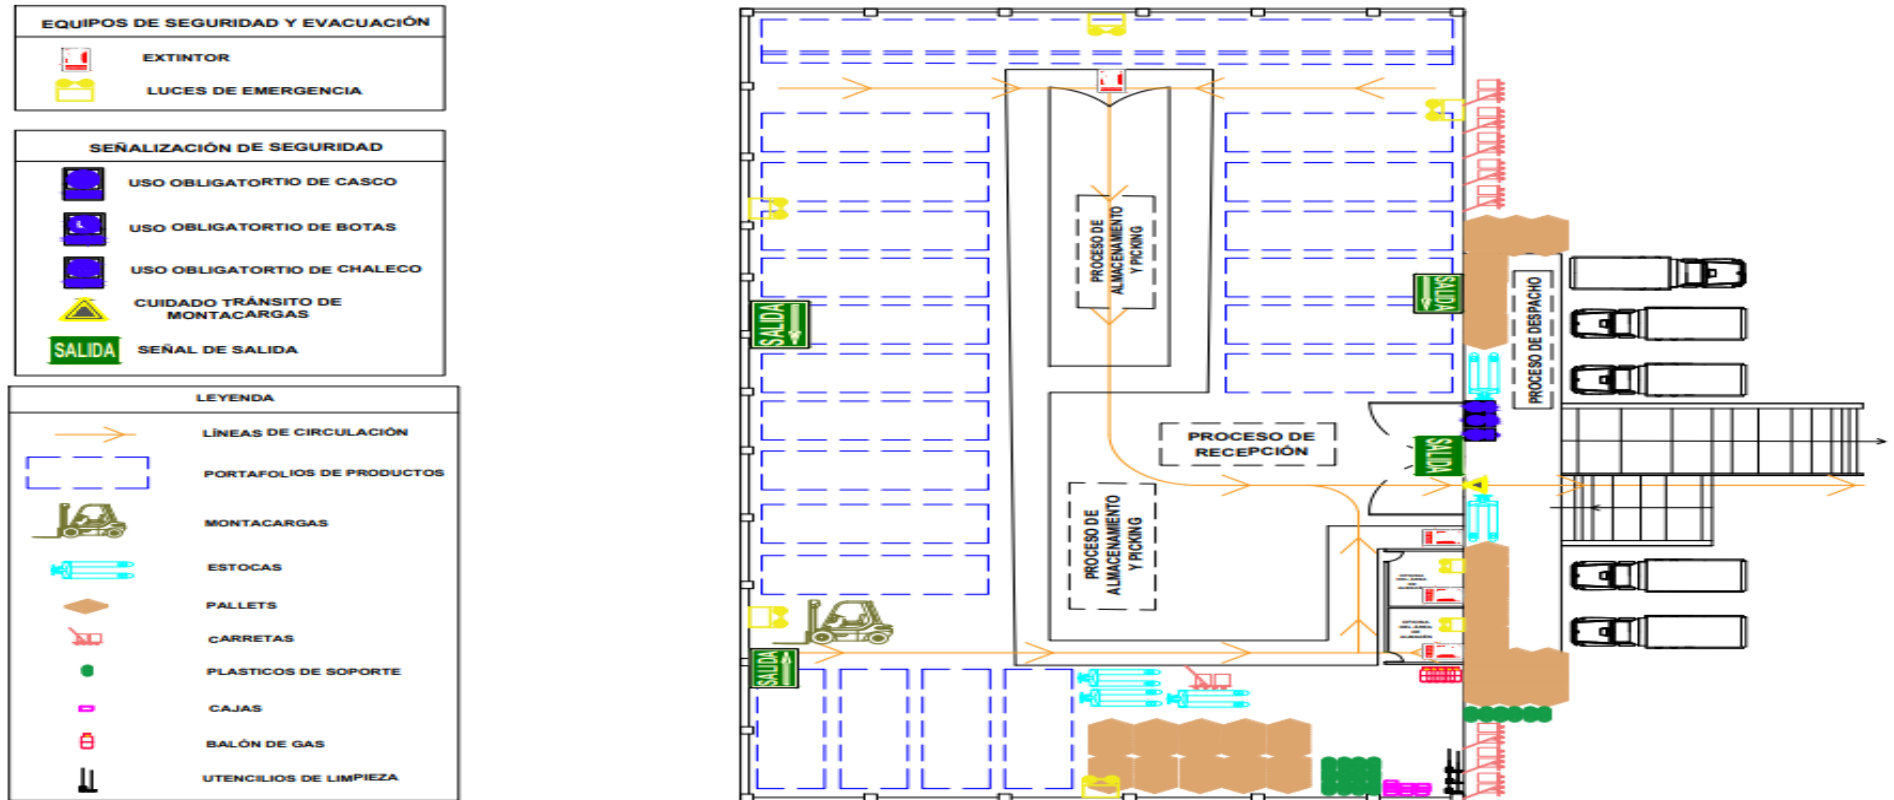 EQUIPOS DE SEGURIDAD Y EVACUACIÓN
EXTINTOR
LUCES DE EMERGENCIA
SEÑALIZACIÓN DE SEGURIDAD
USO OBLIGATORTIO DE CASCO
USO OBLIGATORTIO DE BOTAS
USO OBLIGATORTIO DE CHALECO
CUIDADO TRÁNSITO DE
MONTACARGAS
SALIDA
SEÑAL DE SALIDA
LEYENDA
LÍNEAS DE CIRCULACIÓN
PORTAFOLIOS DE PRODUCTOS
MONTACARGAS
ESTOCAS
PALLETS
CARRETAS
PLASTICOS DE SOPORTE
CAJAS
BALÓN DE GAS
UTENCILIOS DE LIMPIEZA
PROCESO DE
ALMACENAMIENTO
Y PICKING
SALIDA
SALIDA
PROCESO DE DESPACHO
PROCESO DE
RECEPCIÓN
SALIDA
PROCESO DE
ALMACENAMIENTO
Y PICKING
SALIDA